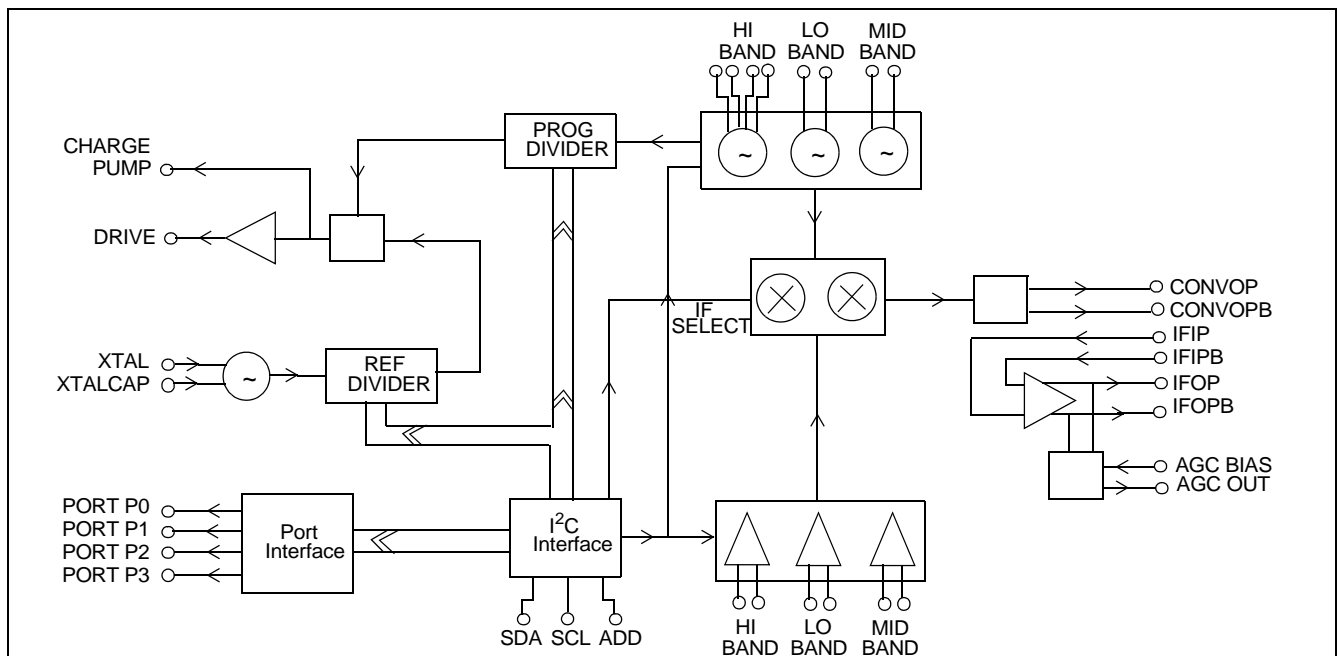 HI
BAND
LO
BAND
MID
BAND
PROG
DIVIDER
~
~
~
CHARGE
PUMP
DRIVE
IF
SELECT
CONVOP
CONVOPB
IFIP
IFIPB
IFOP
IFOPB
XTAL
XTALCAP
~
REF
DIVIDER
AGC BIAS
AGC OUT
PORT P0
PORT P1
PORT P2
PORT P3
Port
Interface
I²C
Interface
SDA SCL ADD
HI
BAND
LO
BAND
MID
BAND